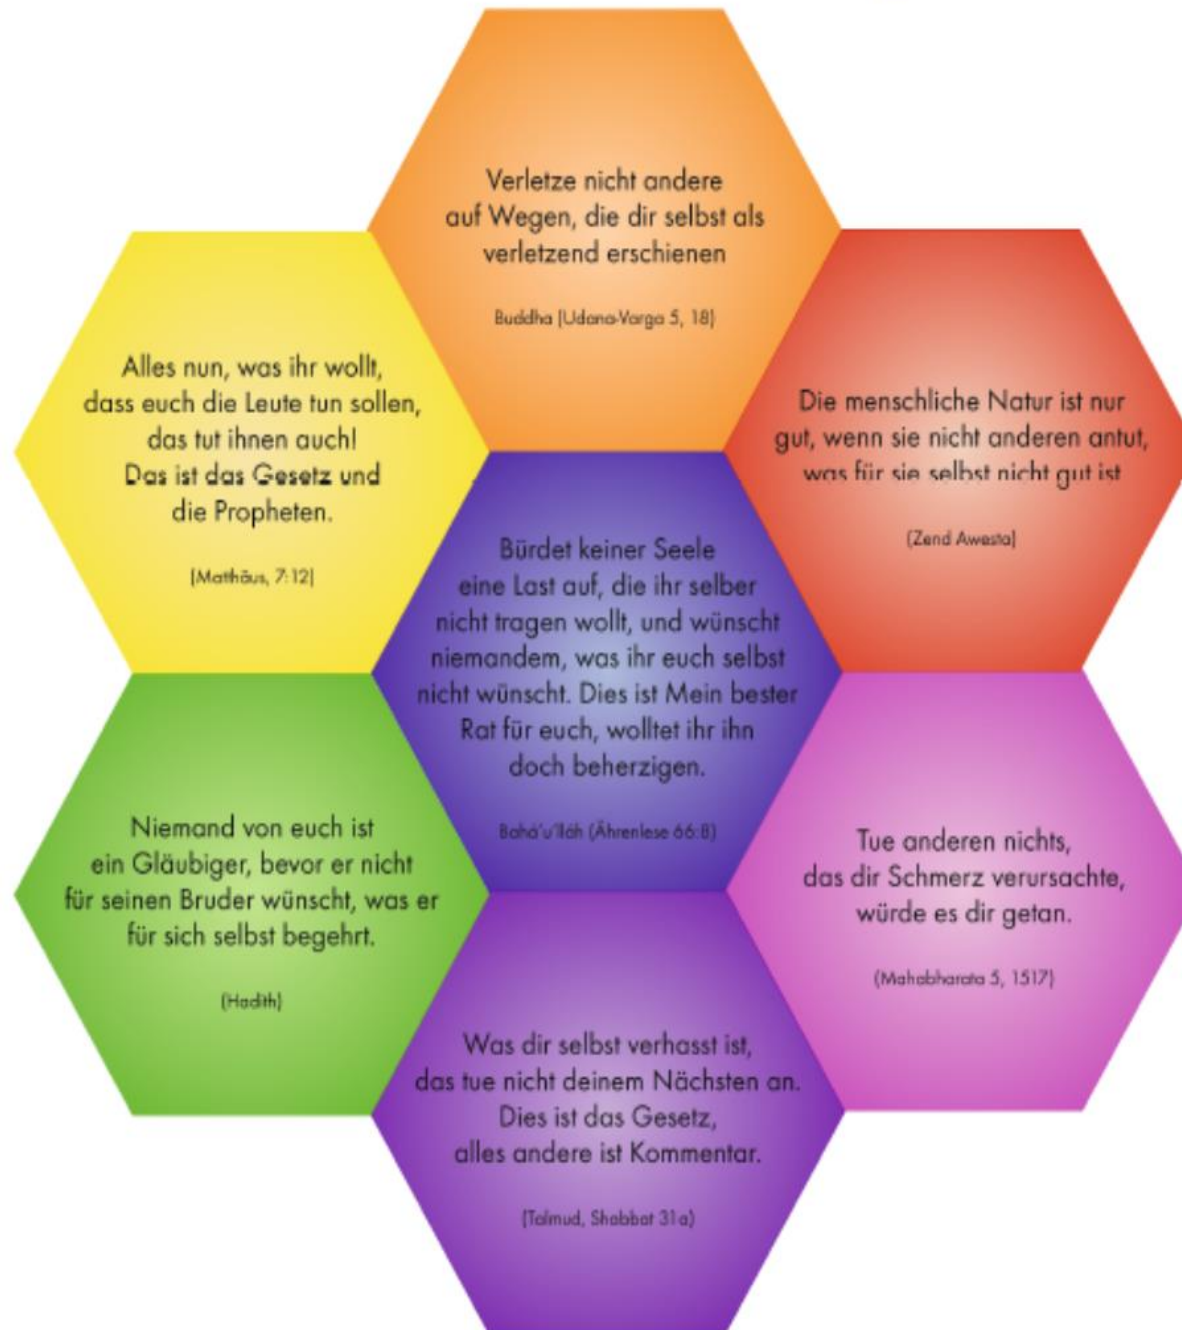 Verletze nicht andere
auf Wegen, die dir selbst als
verletzend erschienen
Buddha (Udana-Varga 5, 18)
Alles nun, was ihr wollt,
dass euch die Leute tun sollen,
das tut ihnen auch!
Das ist das Gesetz und
die Propheten.
(Matthäus, 7:12)
Die menschliche Natur ist nur
gut, wenn sie nicht anderen antut,
was für sie selbst nicht gut ist
(Zend Awesta)
Bürdet keiner Seele
eine Last auf, die ihr selber
nicht tragen wollt, und wünscht
niemandem, was ihr euch selbst
nicht wünscht. Dies ist Mein bester
Rat für euch, wolltet ihr ihn
doch beherzigen.
Bahá'u'lláh (Ährenlese 66:8)
Niemand von euch ist
ein Gläubiger, bevor er nicht
für seinen Bruder wünscht, was er
für sich selbst begehrt.
(Hadith)
Tue anderen nichts,
das dir Schmerz verursachte,
würde es dir getan.
(Mahabharata 5, 1517)
Was dir selbst verhasst ist,
das tue nicht deinem Nächsten an.
Dies ist das Gesetz,
alles andere ist Kommentar.
(Talmud, Shabbat 31a)